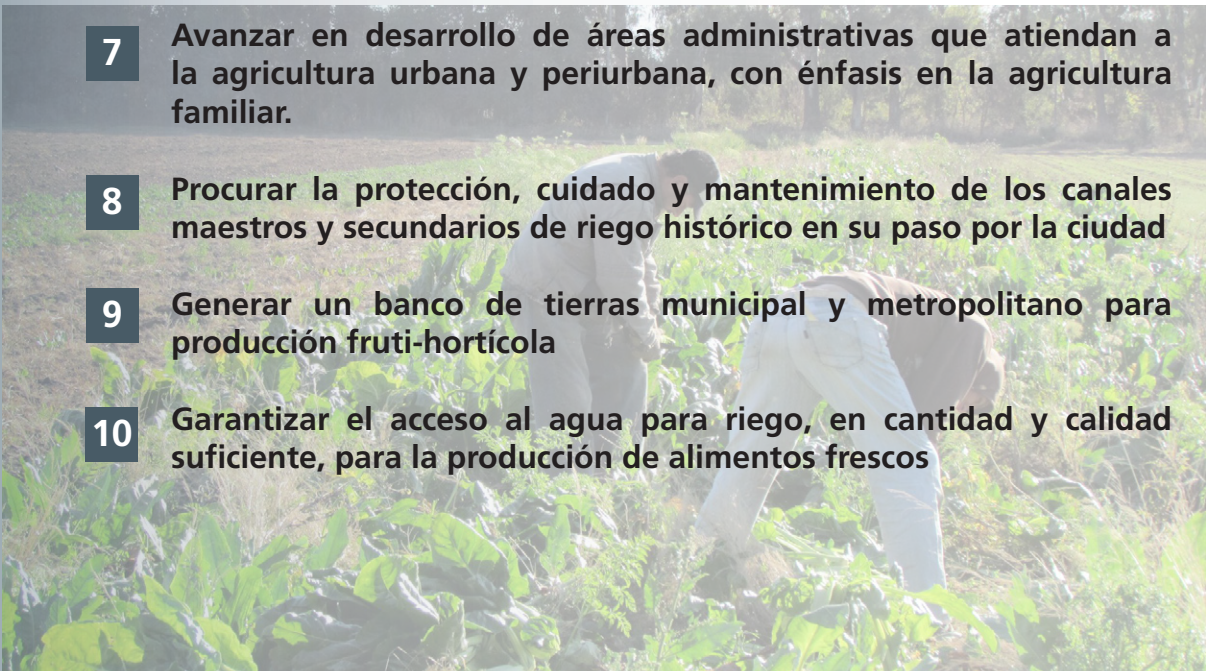 7 Avanzar en desarrollo de áreas administrativas que atiendan a
la agricultura urbana y periurbana, con énfasis en la agricultura
familiar.
8 Procurar la protección, cuidado y mantenimiento de los canales
maestros y secundarios de riego histórico en su paso por la ciudad
9 Generar un banco de tierras municipal y metropolitano para
producción fruti-hortícola
10 Garantizar el acceso al agua para riego, en cantidad y calidad
suficiente, para la producción de alimentos frescos